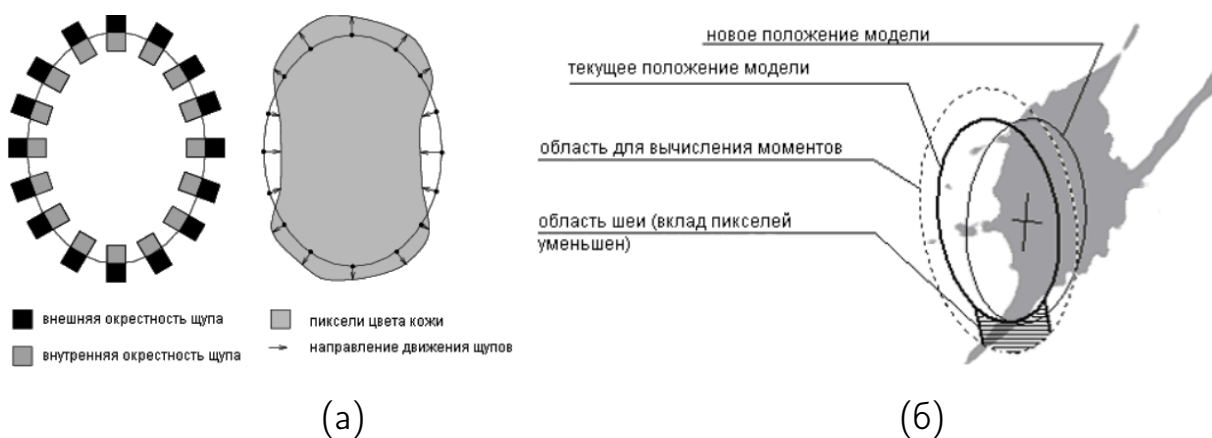 внешняя окрестность щупа
внутренняя окрестность щупа
пиксели цвета кожи
направление движения щупов
(а)
новое положение модели
текущее положение модели
область для вычисления моментов
область шеи (вклад пикселей
уменьшен)
(б)